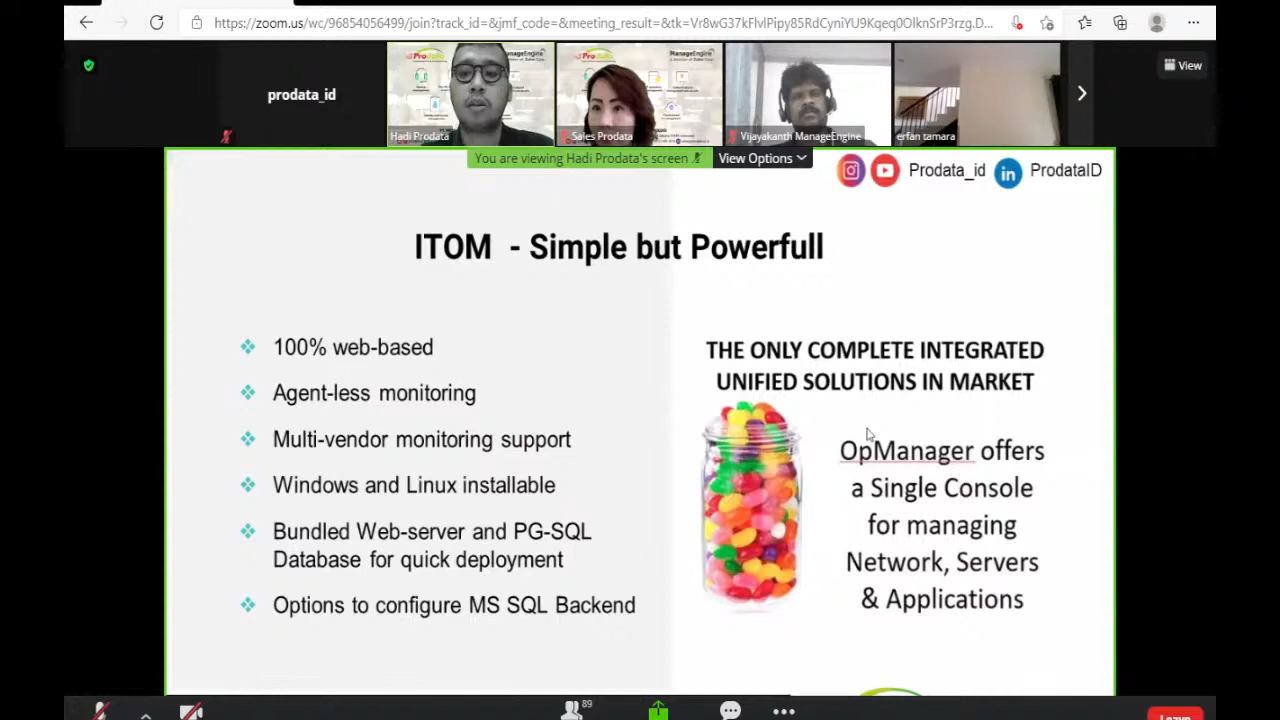 https://zoom.us/wc/96854056499/join?track_id=&jmf_code=&meeting_result=&tk=Vr8wG37kFlvlPipy85RdCyniYU9Kqeq0OlknSrP3rzg.D...
prodata_id
Hadi Prodata
Sales Prodata
Vijayakanth ManageEngine
erfan tamara
View
You are viewing Hadi Prodata's screen
View Options
Prodata_id
ProdataID
ITOM - Simple but Powerfull
100% web-based
Agent-less monitoring
Multi-vendor monitoring support
Windows and Linux installable
Bundled Web-server and PG-SQL
Database for quick deployment
Options to configure MS SQL Backend
THE ONLY COMPLETE INTEGRATED
UNIFIED SOLUTIONS IN MARKET
OpManager offers
a Single Console
for managing
Network, Servers
& Applications
89
Leave